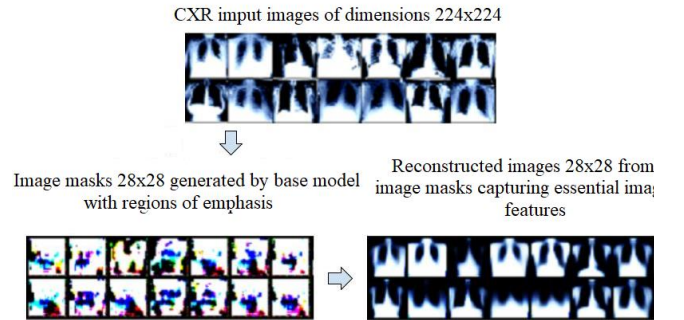 CXR imput images of dimensions 224x224
Image masks 28x28 generated by base model
with regions of emphasis
Reconstructed images 28x28 from
image masks capturing essential imag
features